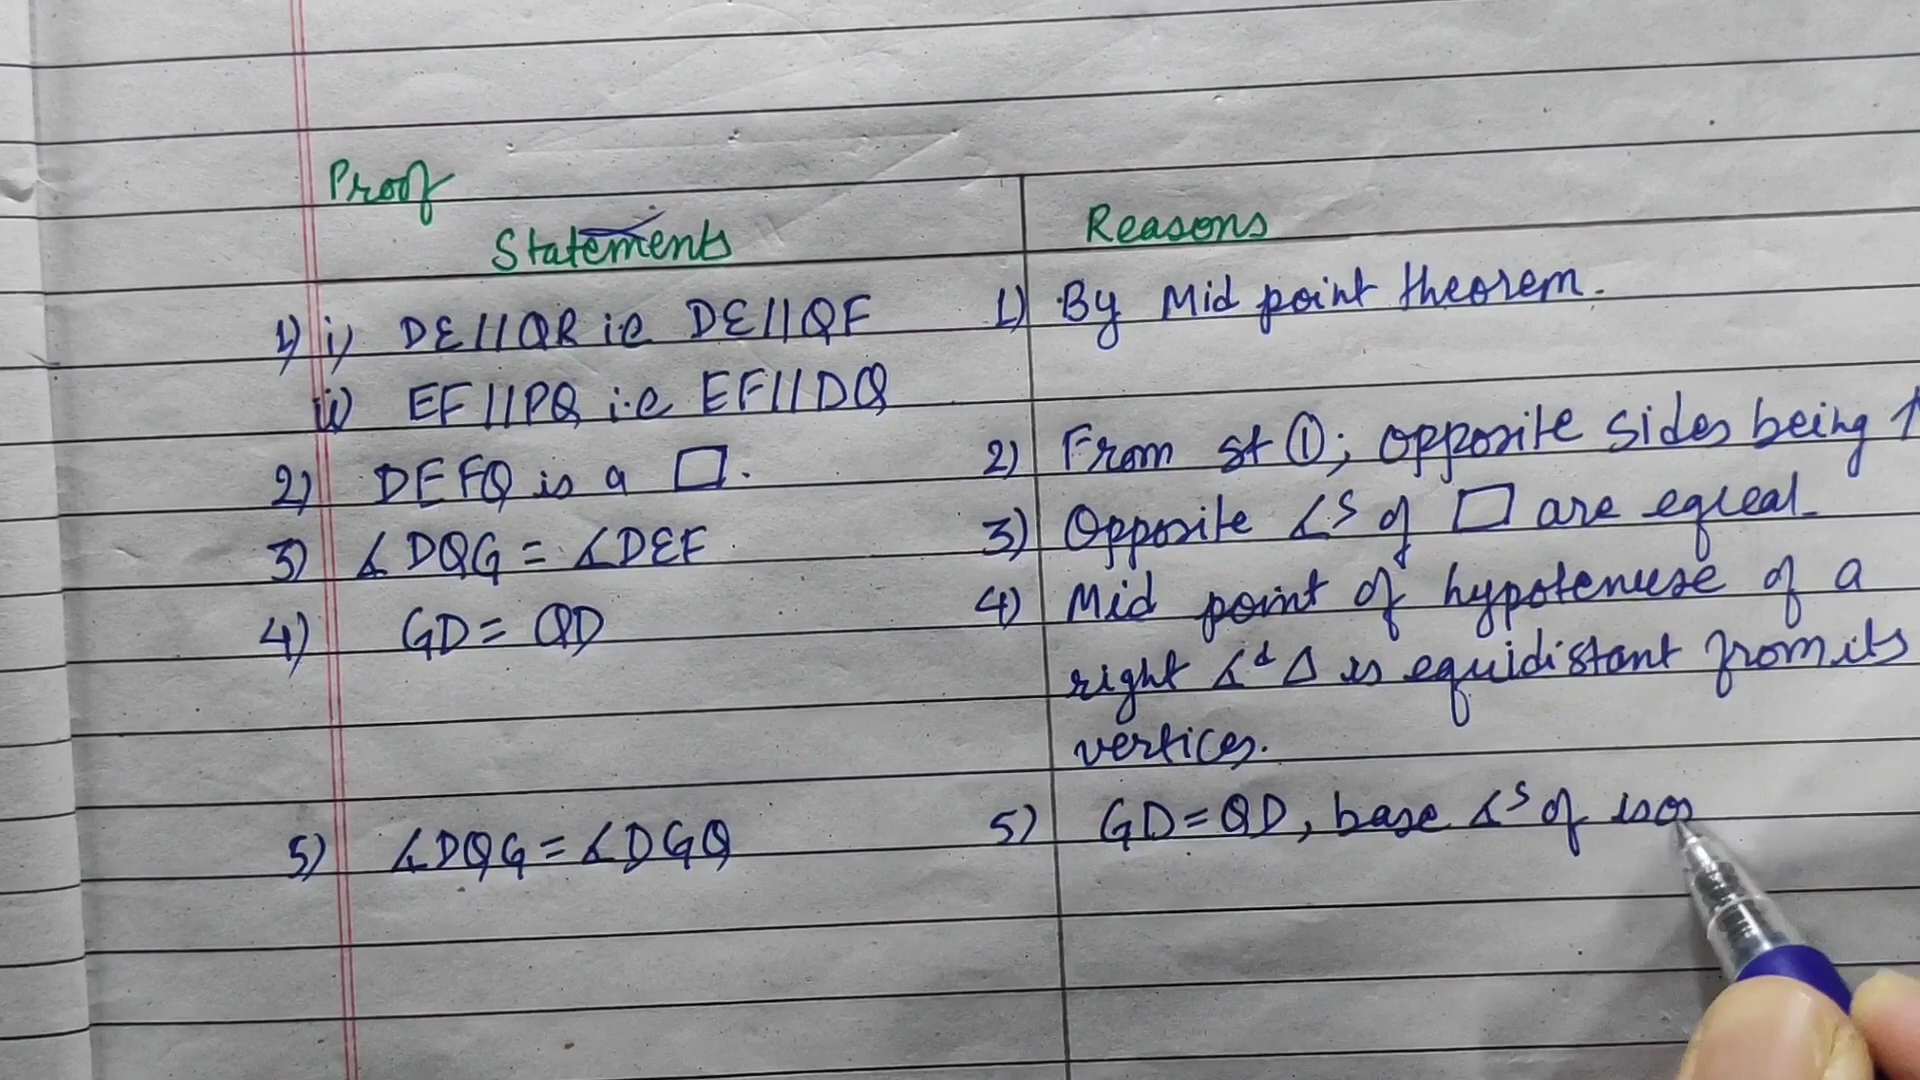 Proof
Statements
Reasons
1) i) DE//QR ie DE//QF
1) By Mid point theorem.
ii) EF//PQ i.e EF//DQ
2) DEFQ is a ▱.
2) From st ①; opposite sides being
3) ∡DQG = ∡DEF
3) Opposite ∡s of ▱ are equal.
4) GD = QD
4) Mid point of hypotenuse of a
right ∡d Δ is equidistant from its
vertices.
5) ∡DQG = ∡DGQ
5) GD = QD, base ∡s of isos